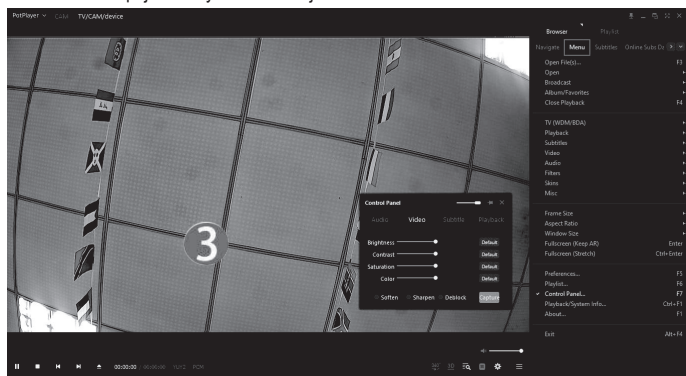 PotPlayer CAM TV/CAM/device
Browser Playlist
Navigate Menu Subtitles Online Subs Da
Open File(s)... F3
Open
Broadcast
Album/Favorites
Close Playback F4
TV (WDM/BDA)
Playback
Subtitles
Video
Audio
Filters
Skins
Misc
Frame Size
Aspect Ratio
Window Size
Fullscreen (Keep AR) Enter
Fullscreen (Stretch) Ctrl+Enter
Preferences... F5
Playlist... F6
Control Panel... F7
Playback/System Info... Ctrl+F1
About... F1
Exit Alt+F4
3
Control Panel
Audio Video Subtitle Playback
Brightness Default
Contrast Default
Saturation Default
Color Default
Soften Sharpen Deblock Capture
00:00:00 00:00:00